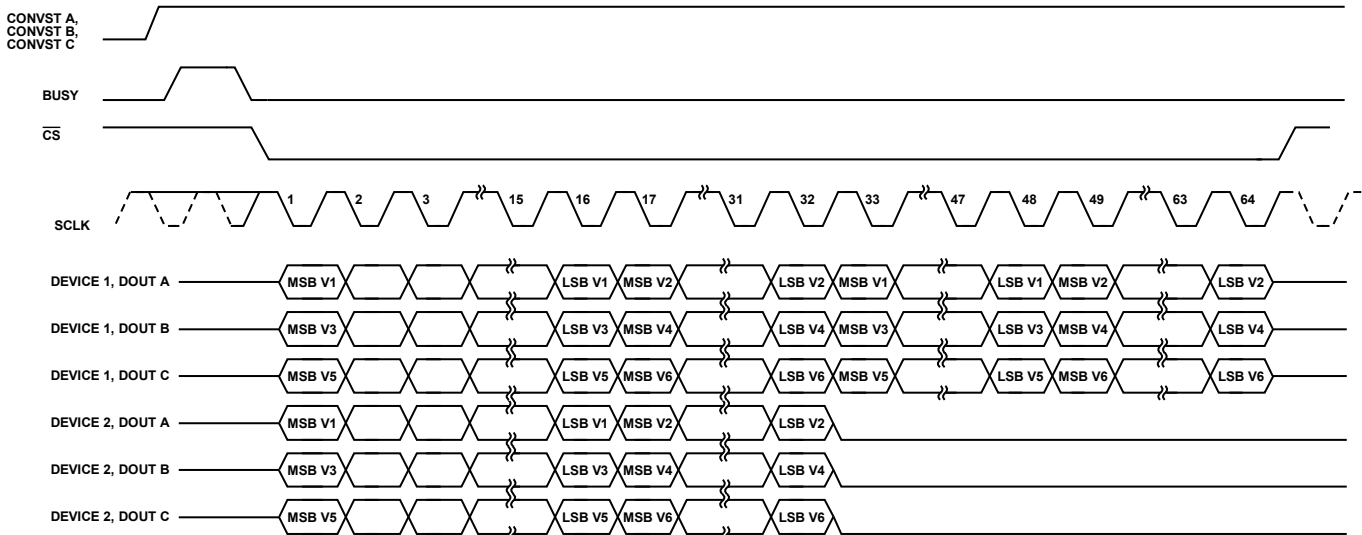 CONVST A,
CONVST B,
CONVST C
BUSY
CS
SCLK 1 2 3 15 16 17 31 32 33 47 48 49 63 64
DEVICE 1, DOUT A MSB V1 LSB V1 MSB V2 LSB V2 MSB V1 LSB V1 MSB V2 LSB V2
DEVICE 1, DOUT B MSB V3 LSB V3 MSB V4 LSB V4 MSB V3 LSB V3 MSB V4 LSB V4
DEVICE 1, DOUT C MSB V5 LSB V5 MSB V6 LSB V6 MSB V5 LSB V5 MSB V6 LSB V6
DEVICE 2, DOUT A MSB V1 LSB V1 MSB V2 LSB V2
DEVICE 2, DOUT B MSB V3 LSB V3 MSB V4 LSB V4
DEVICE 2, DOUT C MSB V5 LSB V5 MSB V6 LSB V6